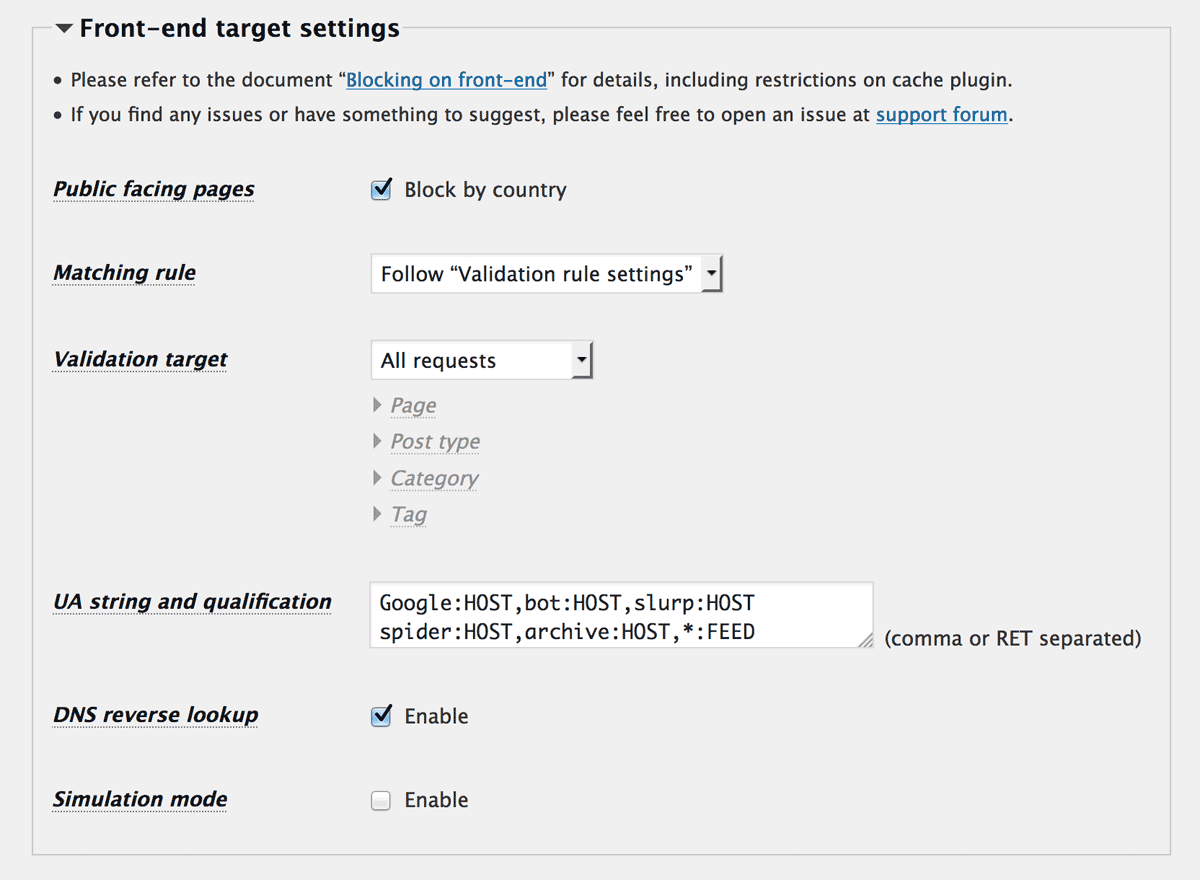 Front-end target settings
• Please refer to the document “Blocking on front-end” for details, including restrictions on cache plugin.
• If you find any issues or have something to suggest, please feel free to open an issue at support forum.
Public facing pages Block by country
Matching rule Follow “Validation rule settings”
Validation target All requests
Page
Post type
Category
Tag
UA string and qualification Google:HOST,bot:HOST,slurp:HOST
spider:HOST,archive:HOST,*:FEED (comma or RET separated)
DNS reverse lookup Enable
Simulation mode Enable